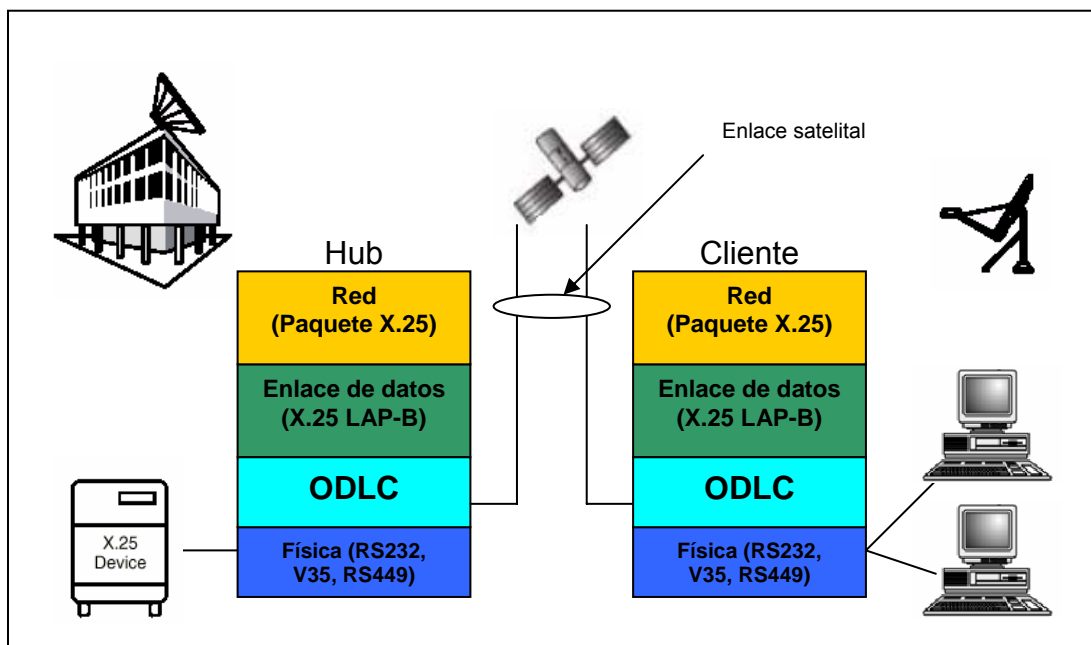 Enlace satelital
Hub
Cliente
Red
(Paquete X.25)
Red
(Paquete X.25)
Enlace de datos
(X.25 LAP-B)
Enlace de datos
(X.25 LAP-B)
ODLC
ODLC
X.25
Device
Física (RS232,
V35, RS449)
Física (RS232,
V35, RS449)